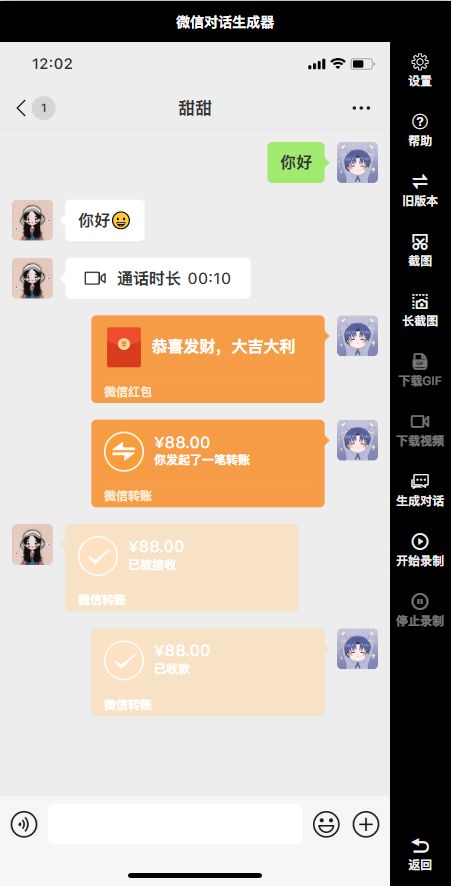 微信对话生成器
12:02
1
甜甜
你好
你好😀
通话时长 00:10
恭喜发财，大吉大利
微信红包
¥88.00
你发起了一笔转账
微信转账
¥88.00
已被接收
微信转账
¥88.00
已收款
微信转账
设置
帮助
旧版本
截图
长截图
下载GIF
下载视频
生成对话
开始录制
停止录制
返回